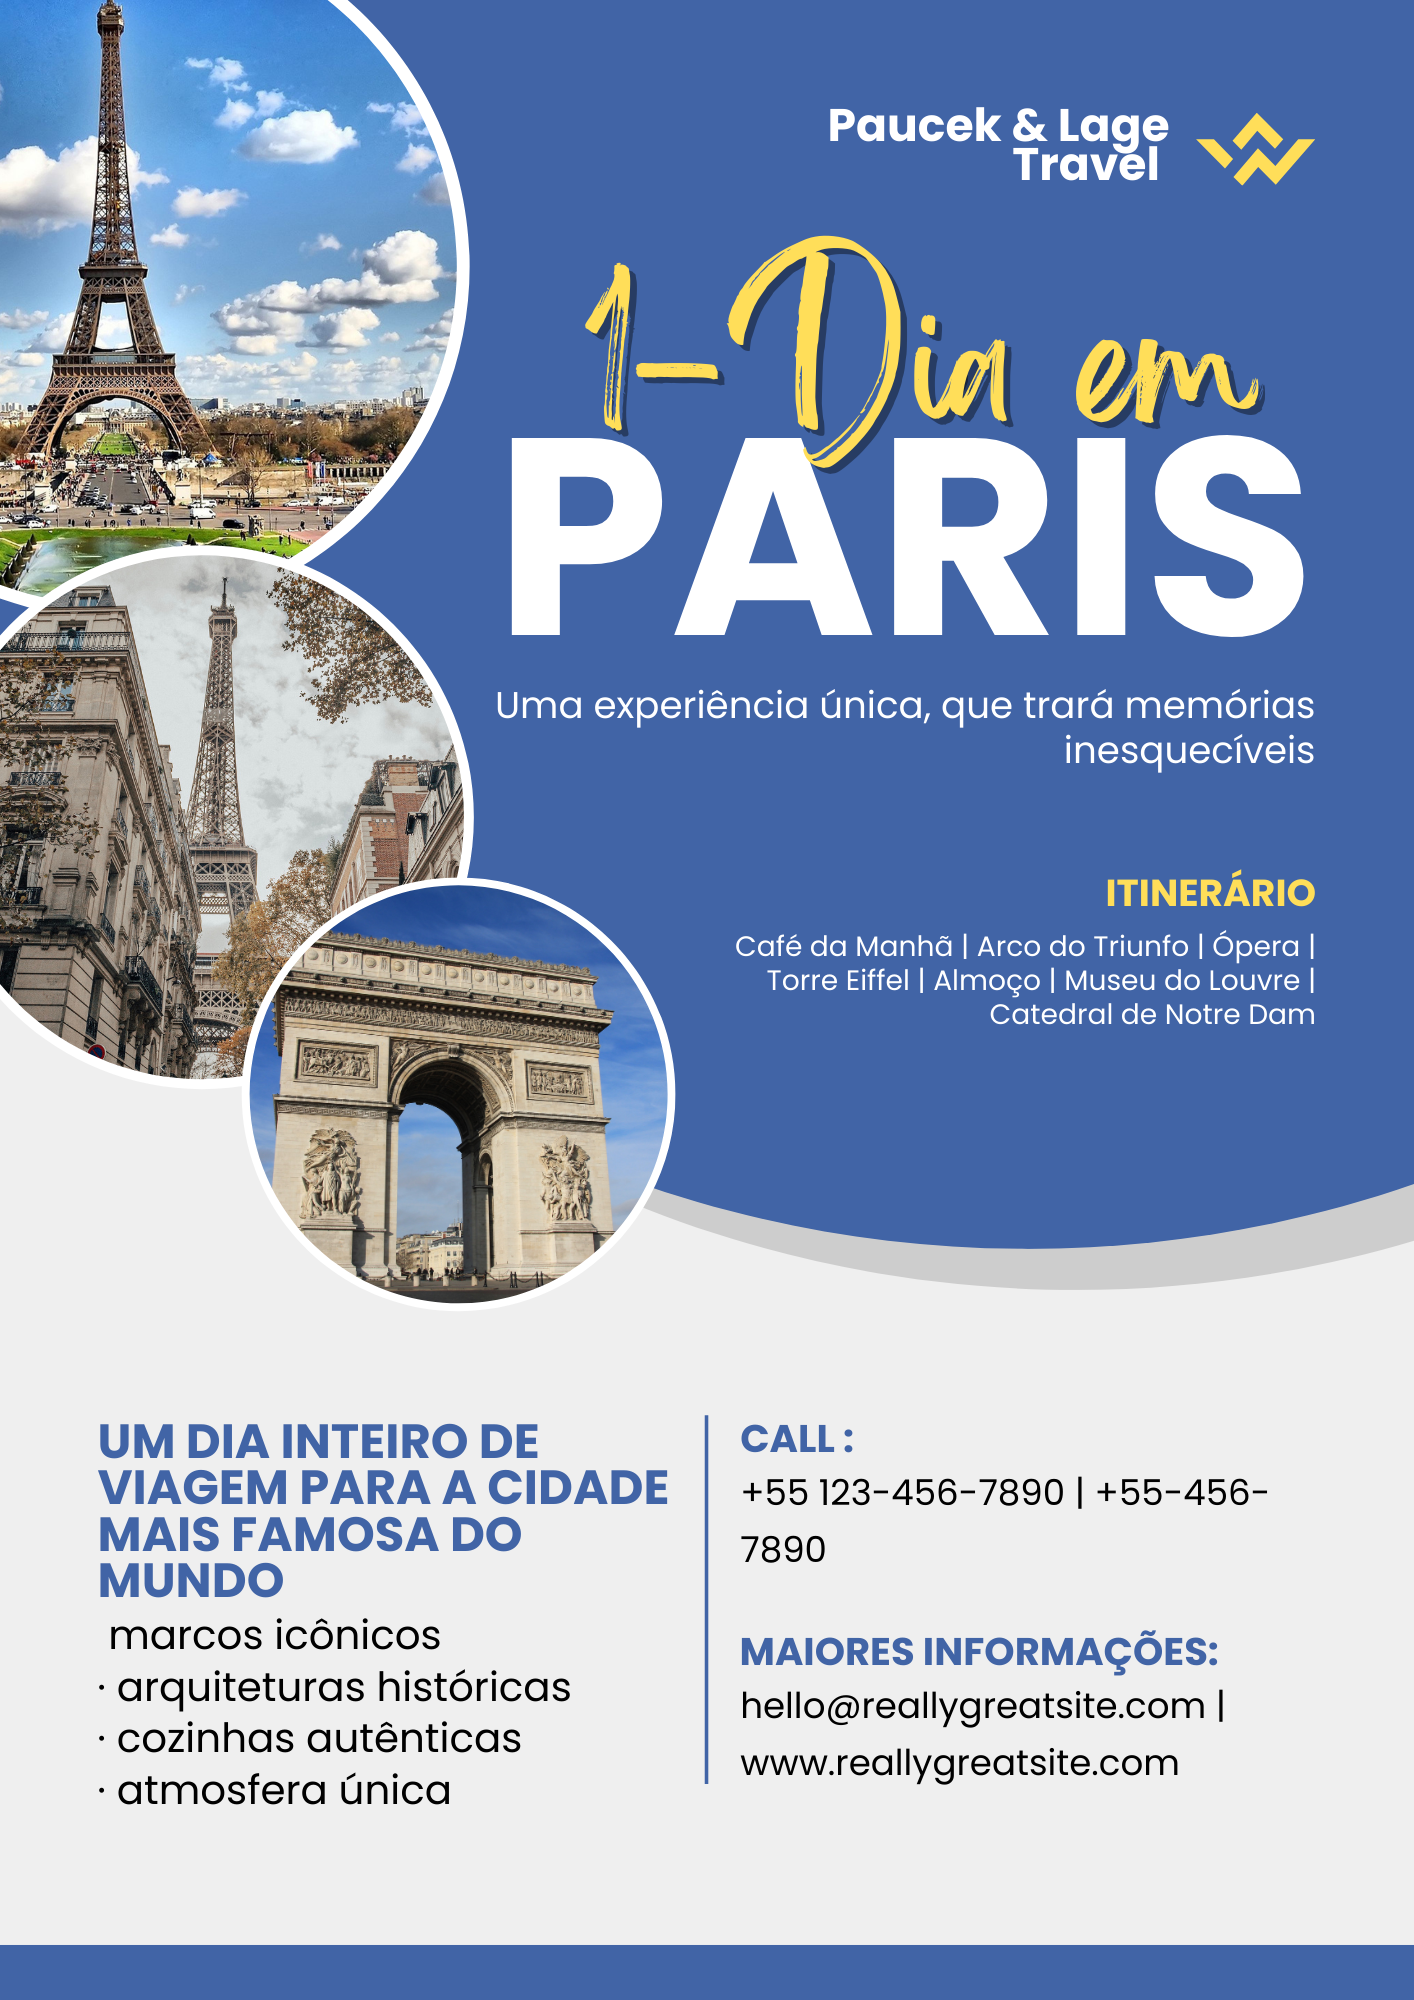 Paucek & Lage
Travel
1-Dia em
PARIS
Uma experiência única, que trará memórias
inesquecíveis
ITINERÁRIO
Café da Manhã | Arco do Triunfo | Ópera |
Torre Eiffel | Almoço | Museu do Louvre |
Catedral de Notre Dam
UM DIA INTEIRO DE
VIAGEM PARA A CIDADE
MAIS FAMOSA DO
MUNDO
marcos icônicos
· arquiteturas históricas
· cozinhas autênticas
· atmosfera única
CALL :
+55 123-456-7890 | +55-456-
7890
MAIORES INFORMAÇÕES:
hello@reallygreatsite.com |
www.reallygreatsite.com